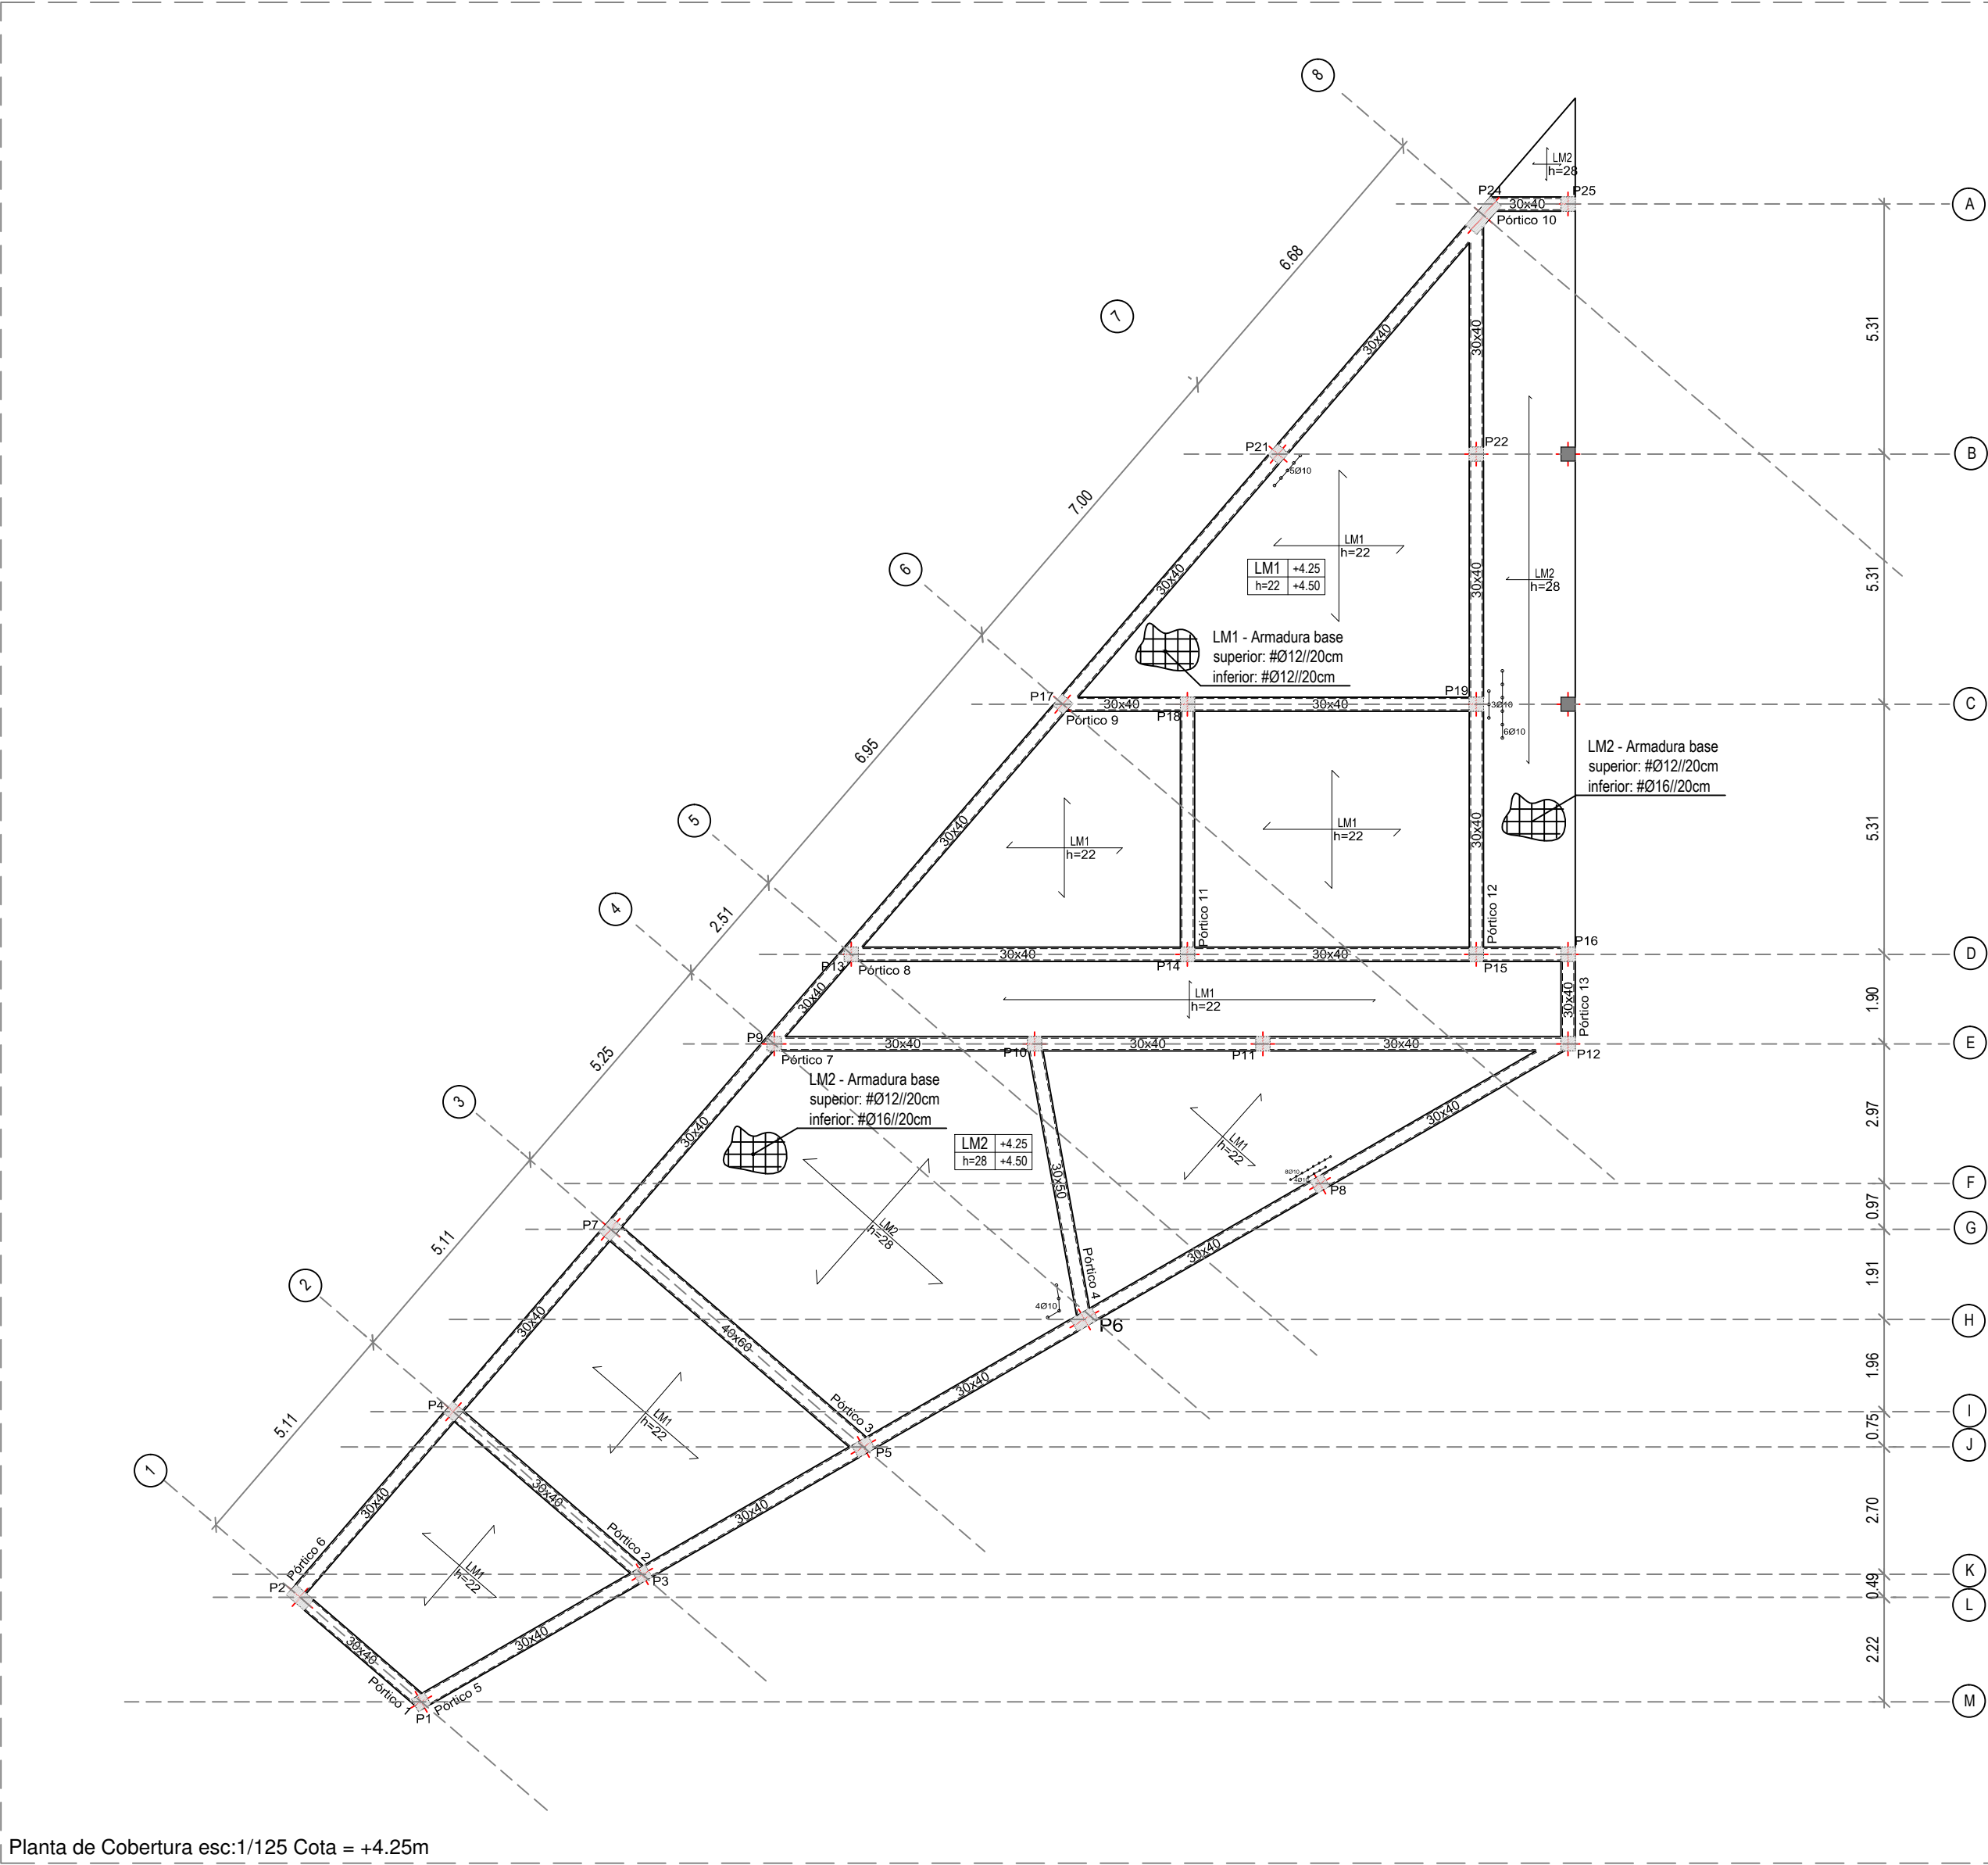 8
LM2
h=28
P24
P25
30x40
Pórtico 10
A
6.68
7
30x40
30x40
5.31
P21
P22
B
5Ø10
7.00
LM1
h=22
6
LM1 +4.25
h=22 +4.50
30x40
30x40
LM2
h=28
5.31
LM1 - Armadura base
superior: #Ø12//20cm
inferior: #Ø12//20cm
P17
Pórtico 9
30x40
P18
30x40
P19
3Ø10
6Ø10
C
6.95
LM2 - Armadura base
superior: #Ø12//20cm
inferior: #Ø16//20cm
5
30x40
LM1
h=22
LM1
h=22
30x40
5.31
4
2.51
Pórtico 11
Pórtico 12
P13
Pórtico 8
30x40
P14
30x40
P15
P16
D
30x40
LM1
h=22
30x40
Pórtico 13
1.90
P9
Pórtico 7
30x40
P10
30x40
P11
30x40
P12
E
5.25
3
LM2 - Armadura base
superior: #Ø12//20cm
inferior: #Ø16//20cm
30x40
LM2 +4.25
h=28 +4.50
LM1
h=22
30x40
2.97
30x50
8Ø10
4Ø10
P8
F
0.97
P7
LM2
h=28
30x40
G
5.11
2
Pórtico 4
1.91
4Ø10
P6
H
30x40
40x60
30x40
1.96
P4
Pórtico 3
I
LM1
h=22
0.75
P5
J
5.11
1
30x40
30x40
30x40
2.70
Pórtico 6
Pórtico 2
LM1
h=22
P3
K
P2
0.49
L
30x40
30x40
2.22
Pórtico 1
Pórtico 5
P1
M
Planta de Cobertura esc:1/125 Cota = +4.25m